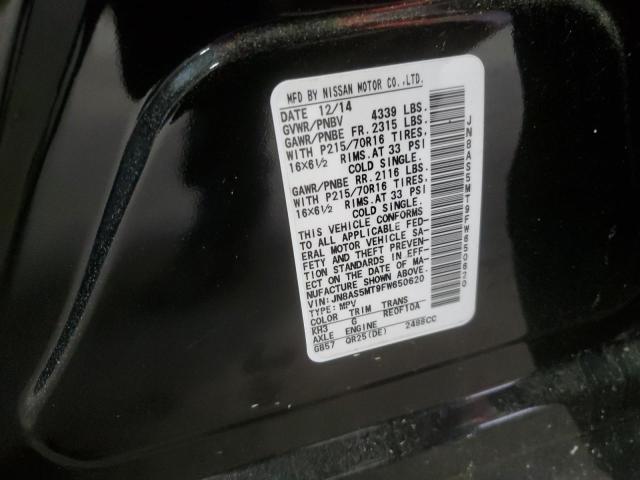 MFD BY NISSAN MOTOR CO.,LTD.
DATE 12/14
GVWR/PNBV 4339 LBS.
GAWR/PNBE FR. 2315 LBS.
WITH P215/70R16 TIRES,
16X6½ RIMS. AT 33 PSI
COLD SINGLE.
GAWR/PNBE RR. 2116 LBS.
WITH P215/70R16 TIRES,
16X6½ RIMS. AT 33 PSI
COLD SINGLE.
THIS VEHICLE CONFORMS
TO ALL APPLICABLE FED-
ERAL MOTOR VEHICLE SA-
FETY AND THEFT PREVEN-
TION STANDARDS IN EFF-
ECT ON THE DATE OF MA-
NUFACTURE SHOWN ABOVE.
VIN: JN8AS5MT9FW650620
TYPE: MPV
COLOR TRIM TRANS
KH3 G RE0F10A
AXLE ENGINE
GB57 QR25(DE) 2488CC
JN8AS5MT9FW650620